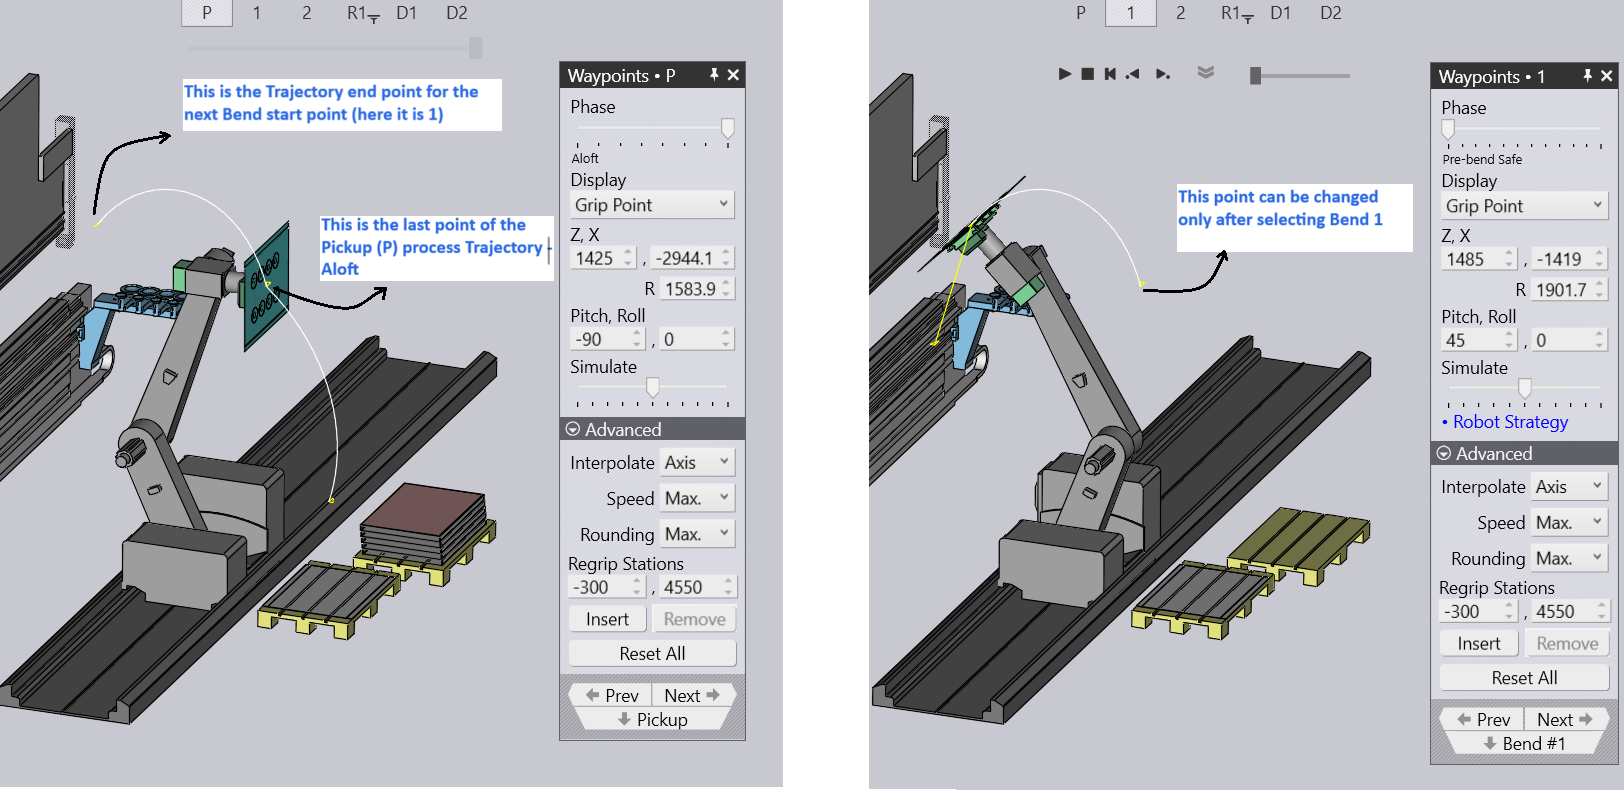 P 1 2 R1 D1 D2
This is the Trajectory end point for the
next Bend start point (here it is 1)
This is the last point of the
Pickup (P) process Trajectory -
Aloft
Waypoints • P
Phase
Aloft
Display
Grip Point
Z, X
1425 , -2944.1
R 1583.9
Pitch, Roll
-90 , 0
Simulate
Advanced
Interpolate Axis
Speed Max.
Rounding Max.
Regrip Stations
-300 , 4550
Insert Remove
Reset All
Prev Next
Pickup
P 1 2 R1 D1 D2
This point can be changed
only after selecting Bend 1
Waypoints • 1
Phase
Pre-bend Safe
Display
Grip Point
Z, X
1485 , -1419
R 1901.7
Pitch, Roll
45 , 0
Simulate
• Robot Strategy
Advanced
Interpolate Axis
Speed Max.
Rounding Max.
Regrip Stations
-300 , 4550
Insert Remove
Reset All
Prev Next
Bend #1